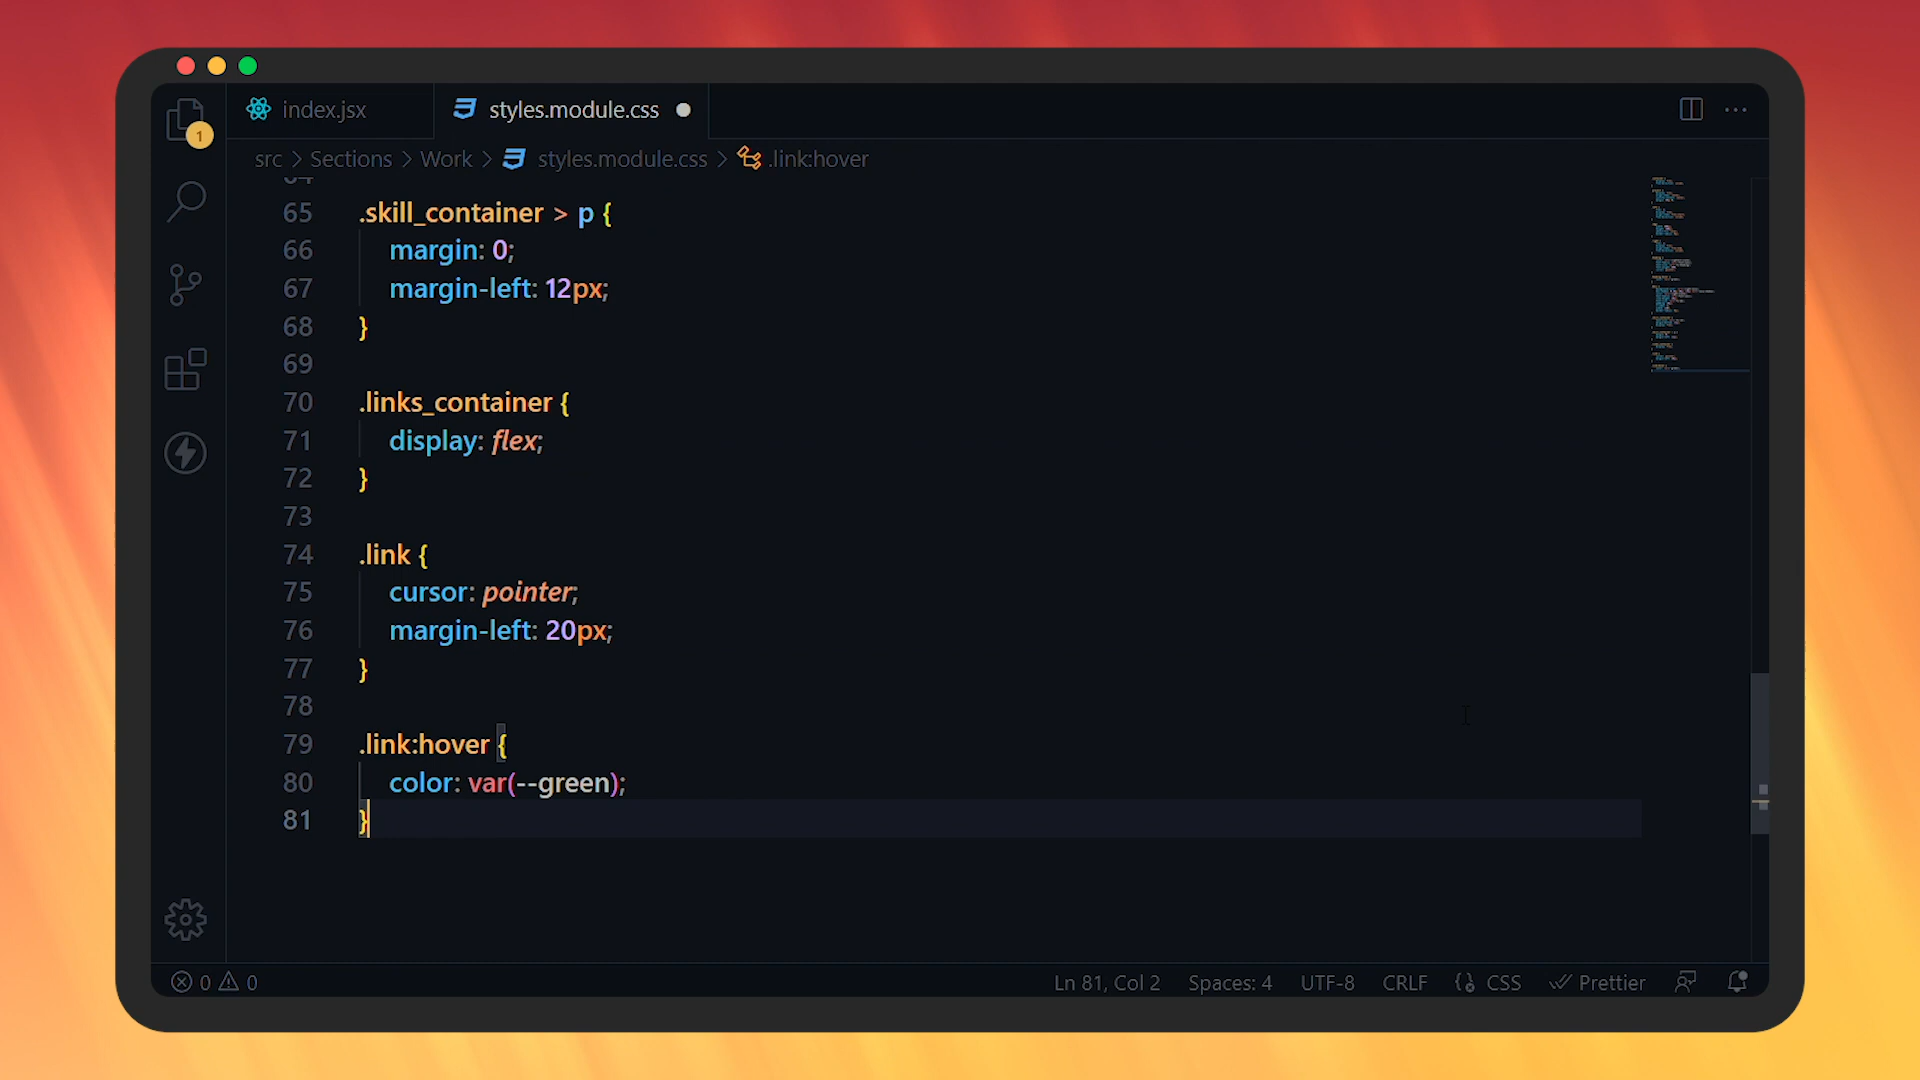 index.jsx
styles.module.css
src > Sections > Work > styles.module.css > .link:hover
1
65 .skill_container > p {
66 margin: 0;
67 margin-left: 12px;
68 }
69
70 .links_container {
71 display: flex;
72 }
73
74 .link {
75 cursor: pointer;
76 margin-left: 20px;
77 }
78
79 .link:hover {
80 color: var(--green);
81 }
0 0 Ln 81, Col 2 Spaces: 4 UTF-8 CRLF CSS Prettier